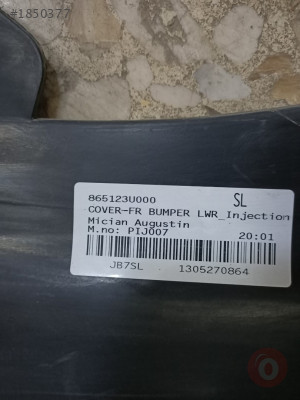 #1850377
865123U000 SL
COVER-FR BUMPER LWR_Injection
Mician Augustin
M.no: PIJ007 20:01
JB7SL 1305270864